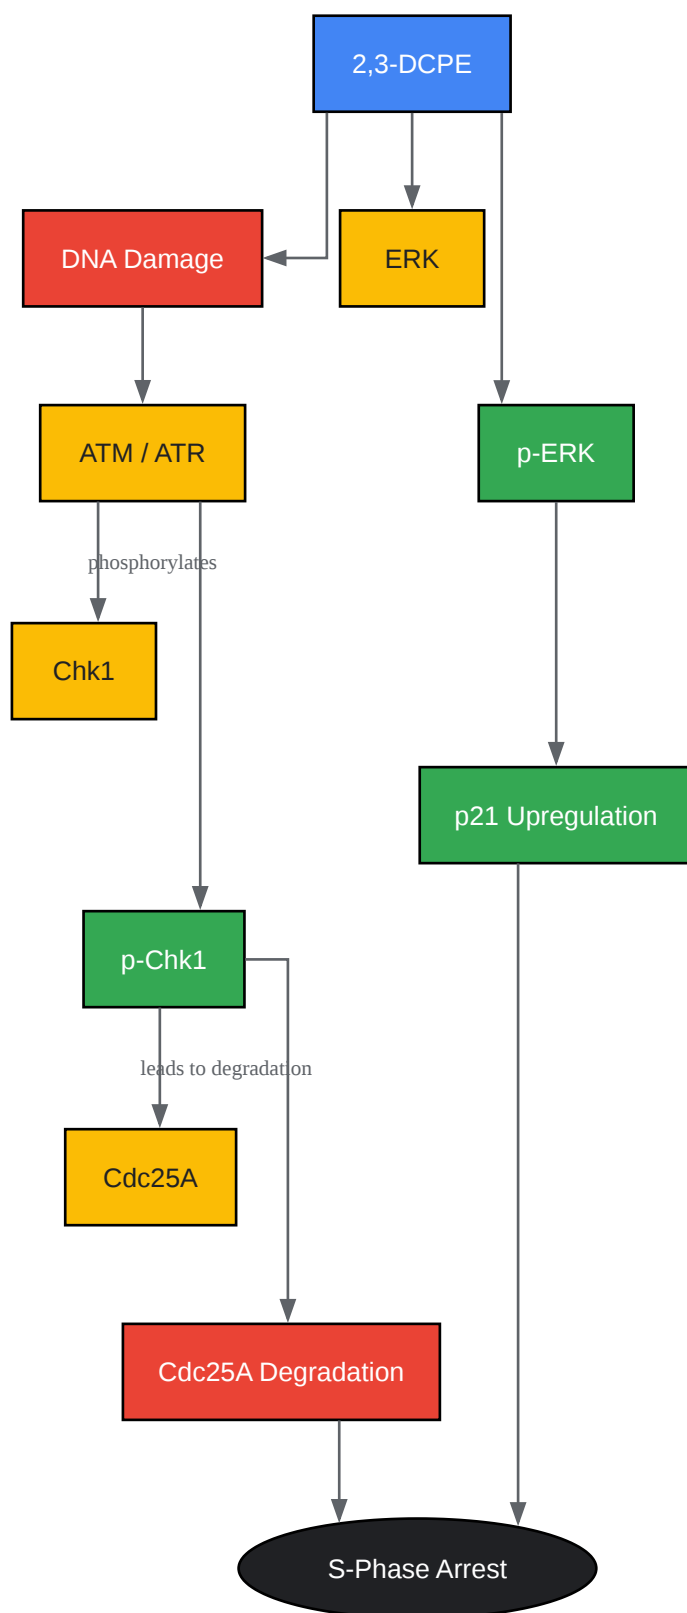 2,3-DCPE
DNA Damage
ERK
ATM / ATR
p-ERK
phosphorylates
Chk1
p21 Upregulation
p-Chk1
leads to degradation
Cdc25A
Cdc25A Degradation
S-Phase Arrest